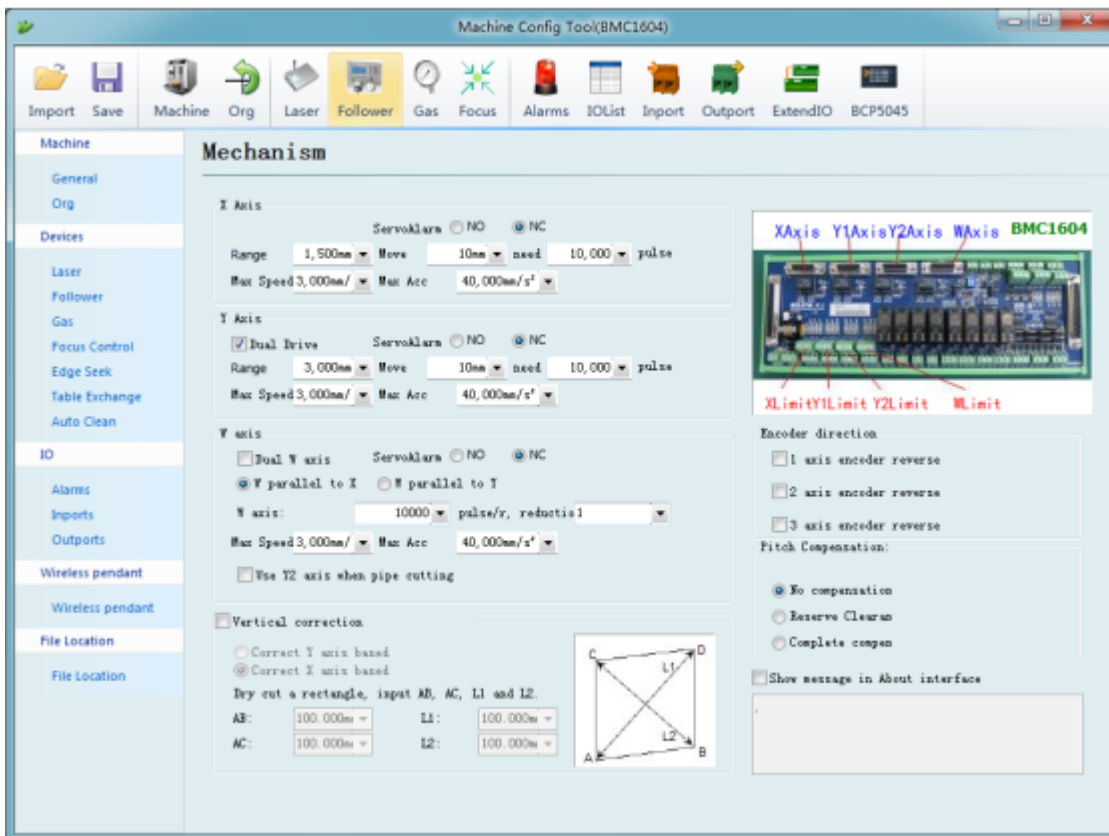 Machine Config Tool(BMC1604)
Import Save Machine Org Laser Follower Gas Focus Alarms IOList Inport Outport ExtendIO BCP5045
Machine
General
Org
Devices
Laser
Follower
Gas
Focus Control
Edge Seek
Table Exchange
Auto Clean
IO
Alarms
Inports
Outports
Wireless pendant
Wireless pendant
File Location
File Location
Mechanism
X Axis
ServoAlarm NO NC
Range 1,500mm Move 10mm need 10,000 pulse
Max Speed 3,000mm/ Max Acc 40,000mm/s²
Y Axis
Dual Drive ServoAlarm NO NC
Range 3,000mm Move 10mm need 10,000 pulse
Max Speed 3,000mm/ Max Acc 40,000mm/s²
W axis
Dual W axis ServoAlarm NO NC
W parallel to X W parallel to Y
W axis: 10000 pulse/r, reductio 1
Max Speed 3,000mm/ Max Acc 40,000mm/s²
Use Y2 axis when pipe cutting
Vertical correction
Correct Y axis based
Correct X axis based
Dry cut a rectangle, input AB, AC, L1 and L2.
AB: 100.000m L1: 100.000m
AC: 100.000m L2: 100.000m
C D
L1
L2
A B
XAxis Y1Axis Y2Axis WAxis BMC1604
XLimit Y1Limit Y2Limit WLimit
Encoder direction
1 axis encoder reverse
2 axis encoder reverse
3 axis encoder reverse
Pitch Compensation:
No compensation
Reserve Clearan
Complete compen
Show message in About interface
.